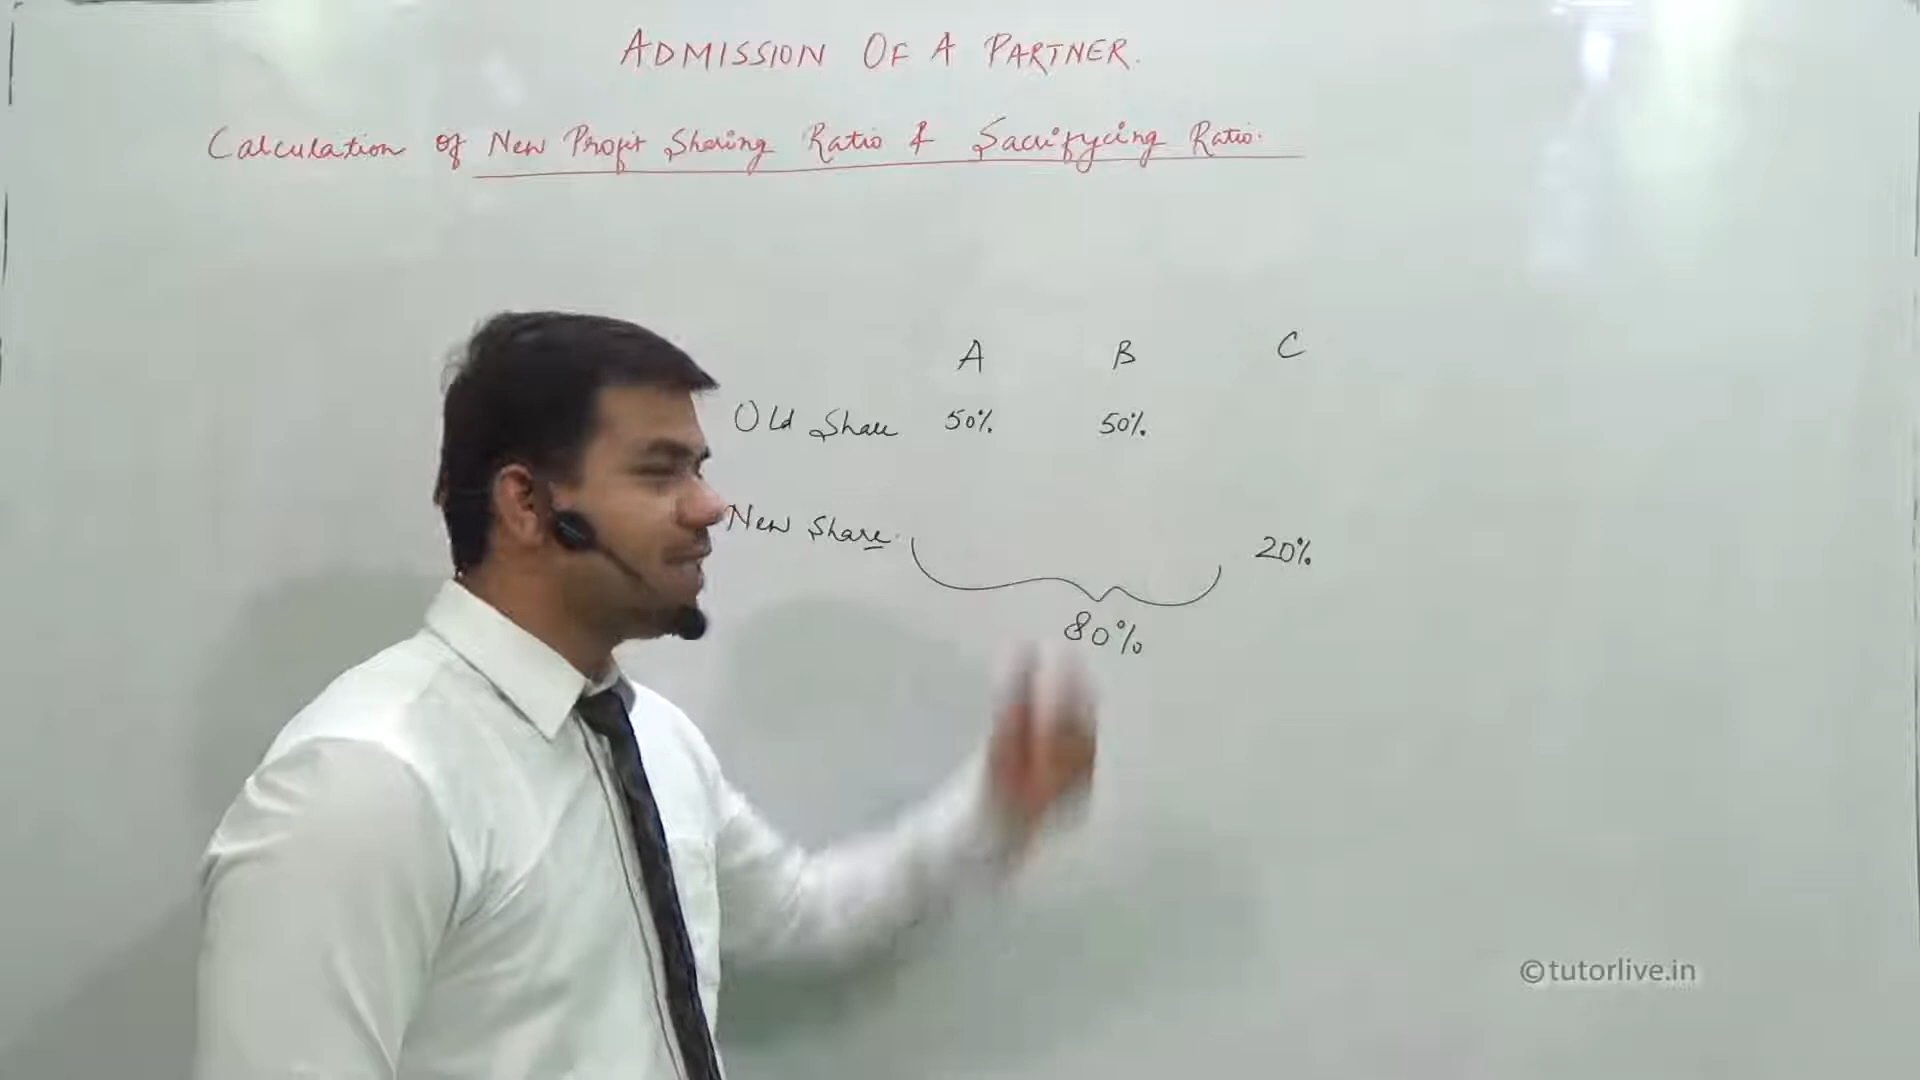 ADMISSION OF A PARTNER.
Calculation of New Profit Sharing Ratio & Sacrifycing Ratio.
A B C
Old Share 50% 50%
New Share. 20%
80%
©tutorlive.in